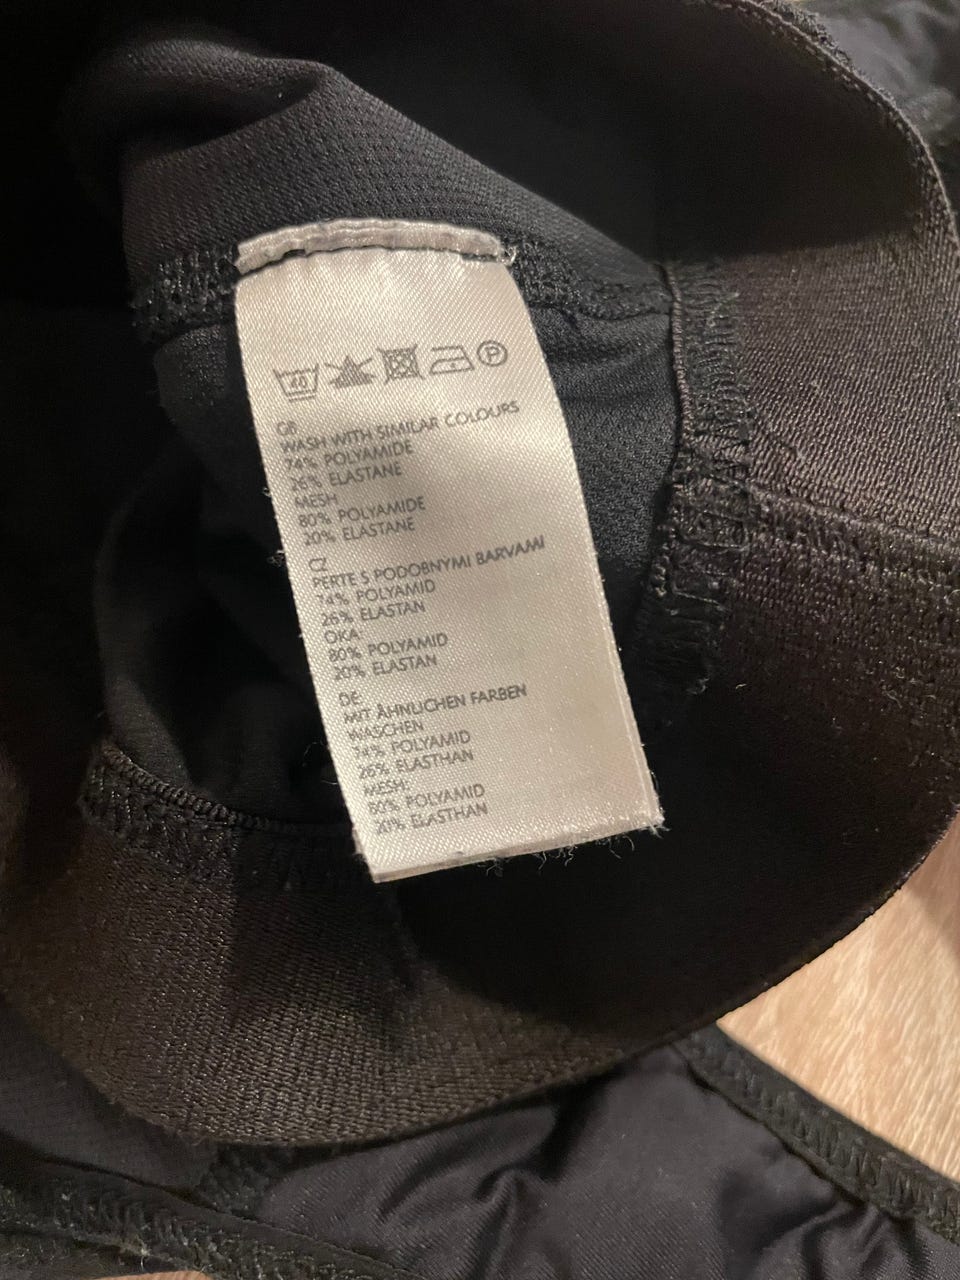 40 P
GB
WASH WITH SIMILAR COLOURS
74% POLYAMIDE
26% ELASTANE
MESH
80% POLYAMIDE
20% ELASTANE
CZ
PERTE S PODOBNYMI BARVAMI
74% POLYAMID
26% ELASTAN
OKA
80% POLYAMID
20% ELASTAN
DE
MIT ÄHNLICHEN FARBEN
WASCHEN
74% POLYAMID
26% ELASTHAN
MESH:
80% POLYAMID
20% ELASTHAN